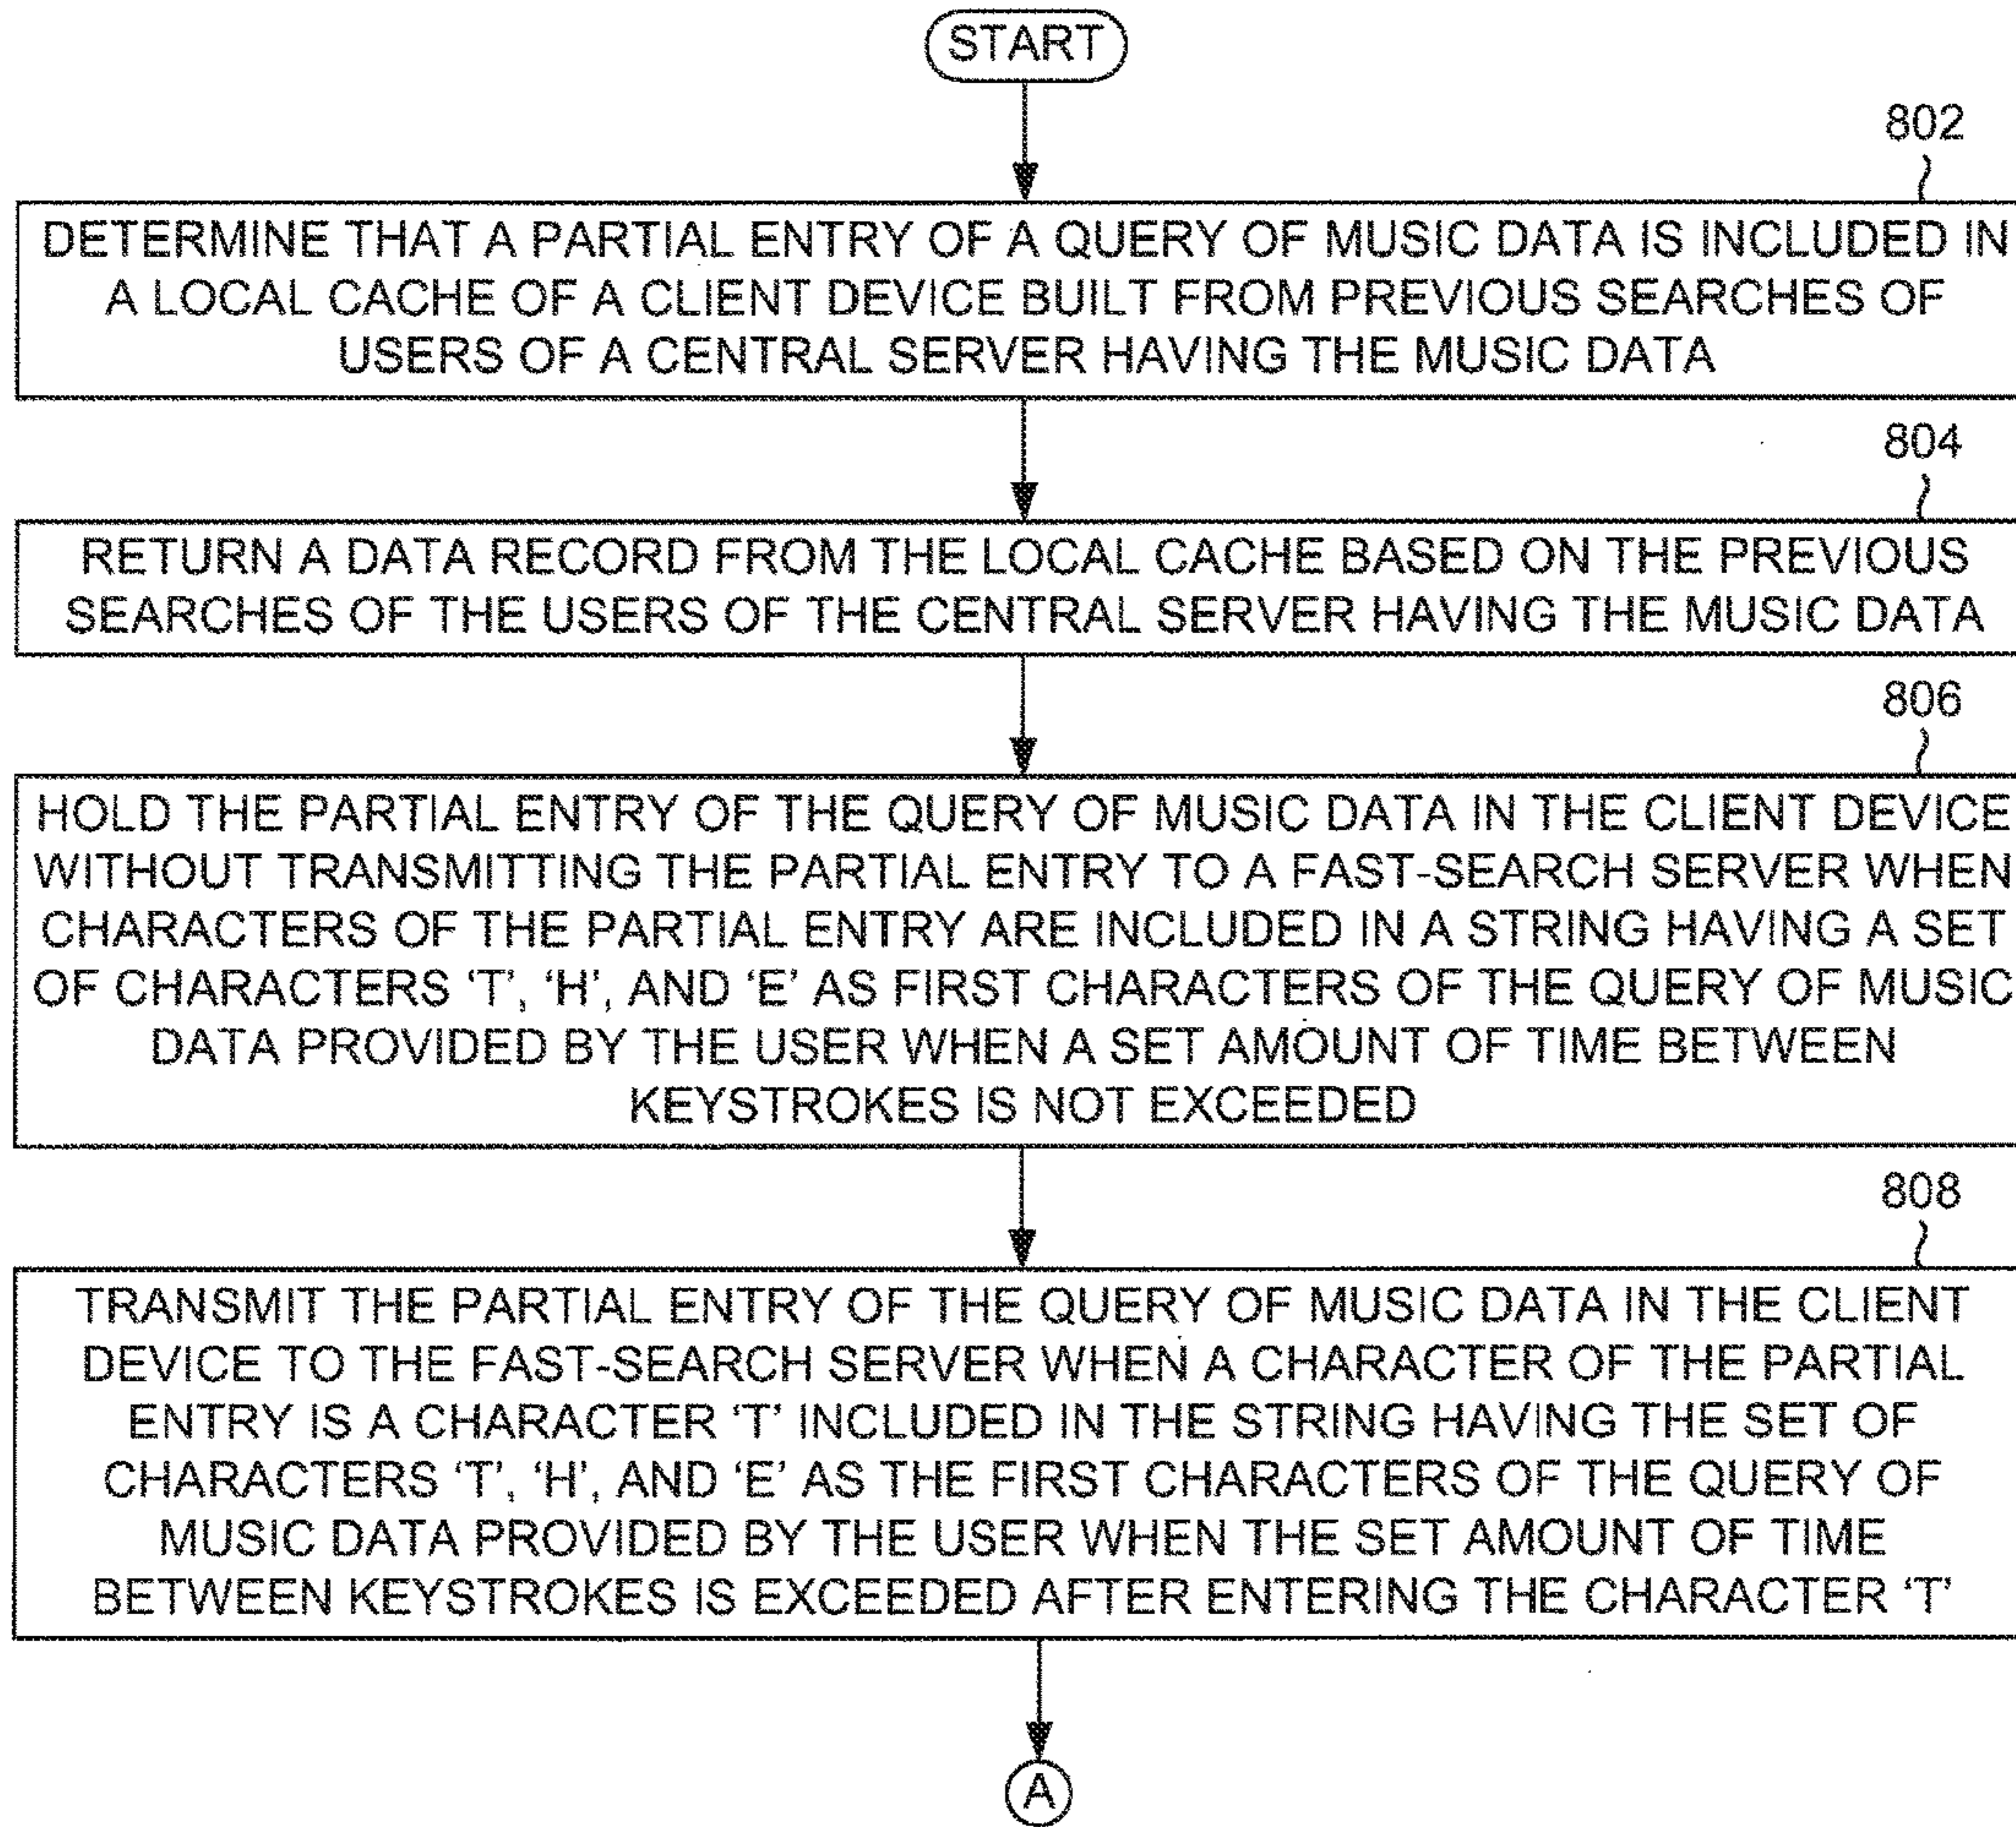 START
802
DETERMINE THAT A PARTIAL ENTRY OF A QUERY OF MUSIC DATA IS INCLUDED IN
A LOCAL CACHE OF A CLIENT DEVICE BUILT FROM PREVIOUS SEARCHES OF
USERS OF A CENTRAL SERVER HAVING THE MUSIC DATA
804
RETURN A DATA RECORD FROM THE LOCAL CACHE BASED ON THE PREVIOUS
SEARCHES OF THE USERS OF THE CENTRAL SERVER HAVING THE MUSIC DATA
806
HOLD THE PARTIAL ENTRY OF THE QUERY OF MUSIC DATA IN THE CLIENT DEVICE
WITHOUT TRANSMITTING THE PARTIAL ENTRY TO A FAST-SEARCH SERVER WHEN
CHARACTERS OF THE PARTIAL ENTRY ARE INCLUDED IN A STRING HAVING A SET
OF CHARACTERS ‘T’, ‘H’, AND ‘E’ AS FIRST CHARACTERS OF THE QUERY OF MUSIC
DATA PROVIDED BY THE USER WHEN A SET AMOUNT OF TIME BETWEEN
KEYSTROKES IS NOT EXCEEDED
808
TRANSMIT THE PARTIAL ENTRY OF THE QUERY OF MUSIC DATA IN THE CLIENT
DEVICE TO THE FAST-SEARCH SERVER WHEN A CHARACTER OF THE PARTIAL
ENTRY IS A CHARACTER ‘T’ INCLUDED IN THE STRING HAVING THE SET OF
CHARACTERS ‘T’, ‘H’, AND ‘E’ AS THE FIRST CHARACTERS OF THE QUERY OF
MUSIC DATA PROVIDED BY THE USER WHEN THE SET AMOUNT OF TIME
BETWEEN KEYSTROKES IS EXCEEDED AFTER ENTERING THE CHARACTER ‘T’
A